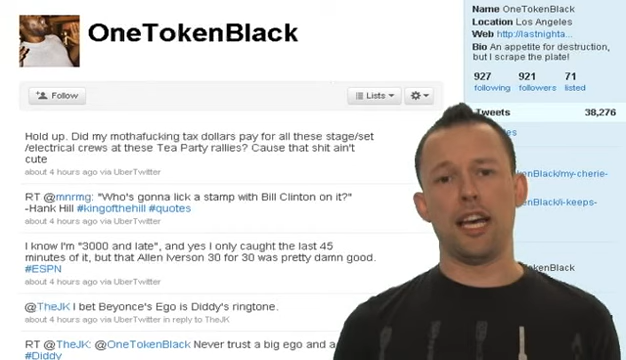 OneTokenBlack
Follow
Lists
Hold up. Did my mothafucking tax dollars pay for all these stage/set
/electrical crews at these Tea Party rallies? Cause that shit ain't
cute
about 4 hours ago via UberTwitter
RT @mnrmg: "Who's gonna lick a stamp with Bill Clinton on it?"
-Hank Hill #kingofthehill #quotes
about 4 hours ago via UberTwitter
I know I'm "3000 and late", and yes I only caught the last 45
minutes of it, but that Allen Iverson 30 for 30 was pretty damn good.
#ESPN
about 4 hours ago via UberTwitter
@TheJK I bet Beyonce's Ego is Diddy's ringtone.
about 4 hours ago via UberTwitter in reply to TheJK
RT @TheJK: @OneTokenBlack Never trust a big ego and a
#Diddy
Name OneTokenBlack
Location Los Angeles
Web http://lastnighta...
Bio An appetite for destruction,
but I scrape the plate!
927 921 71
following followers listed
Tweets 38,276
kenBlack/my-cherie-
kenBlack/i-keeps-
kenBlack